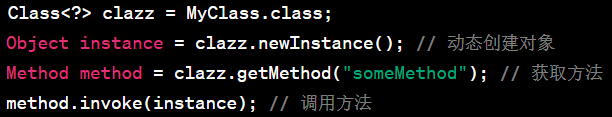 Class<?> clazz = MyClass.class;
Object instance = clazz.newInstance(); // 动态创建对象
Method method = clazz.getMethod("someMethod"); // 获取方法
method.invoke(instance); // 调用方法